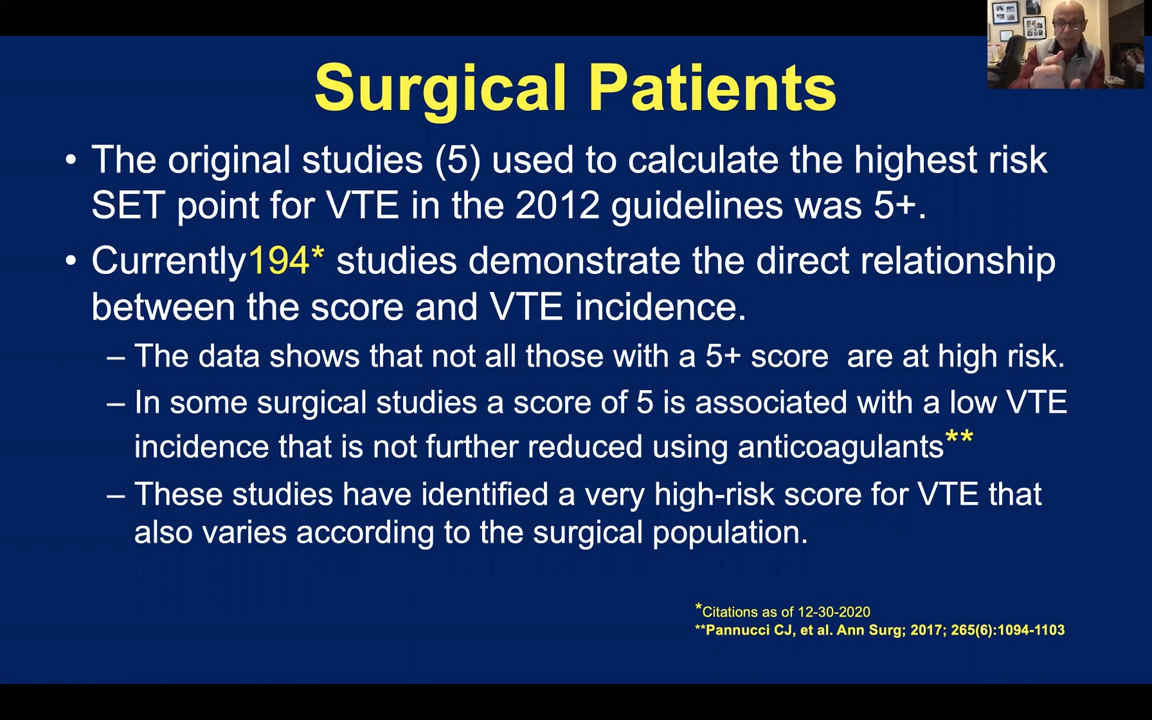 Surgical Patients
• The original studies (5) used to calculate the highest risk
SET point for VTE in the 2012 guidelines was 5+.
• Currently194* studies demonstrate the direct relationship
between the score and VTE incidence.
– The data shows that not all those with a 5+ score  are at high risk.
– In some surgical studies a score of 5 is associated with a low VTE
incidence that is not further reduced using anticoagulants**
– These studies have identified a very high-risk score for VTE that
also varies according to the surgical population.
*Citations as of 12-30-2020
**Pannucci CJ, et al. Ann Surg; 2017; 265(6):1094-1103